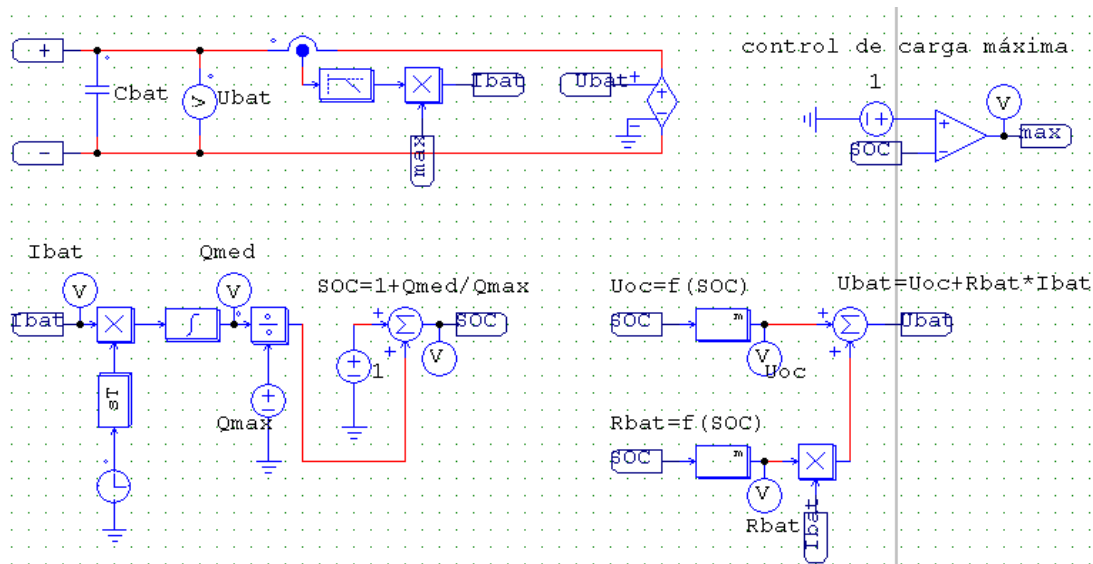 control de carga máxima
+
Cbat
V
Ubat
Ibat
Ubat
+
−
max
1
V
+
−
SOC
max
−
Ibat
Qmed
SOC=1+Qmed/Qmax
Uoc=f(SOC)
Ubat=Uoc+Rbat*Ibat
V
V
Ibat
∫
÷
+
+
Σ
SOC
V
1
SOC
m
V
Uoc
+
+
Σ
Ubat
sT
Qmax
Rbat=f(SOC)
SOC
m
V
Rbat
Ibat